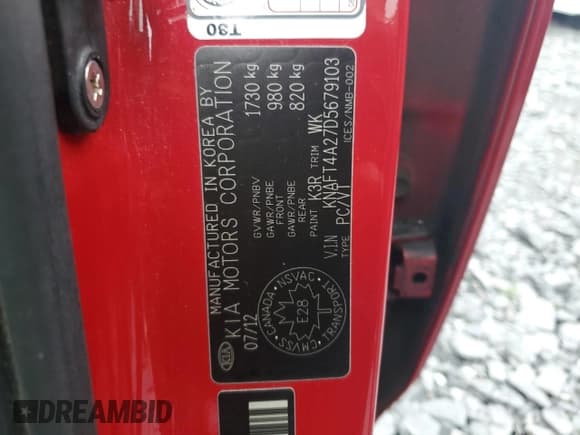 T80
MANUFACTURED IN KOREA BY
KIA KIA MOTORS CORPORATION
07/12
GVWR/PNBV 1730 kg
GAWR/PNBE FRONT 980 kg
GAWR/PNBE REAR 820 kg
PAINT K3R TRIM WK
VIN KNAFT4A27D5679103
TYPE PC/VT
ICES/NMB-002
CANADA · NSVAC · TRANSPORT · CMVSS
E28
DREAMBID